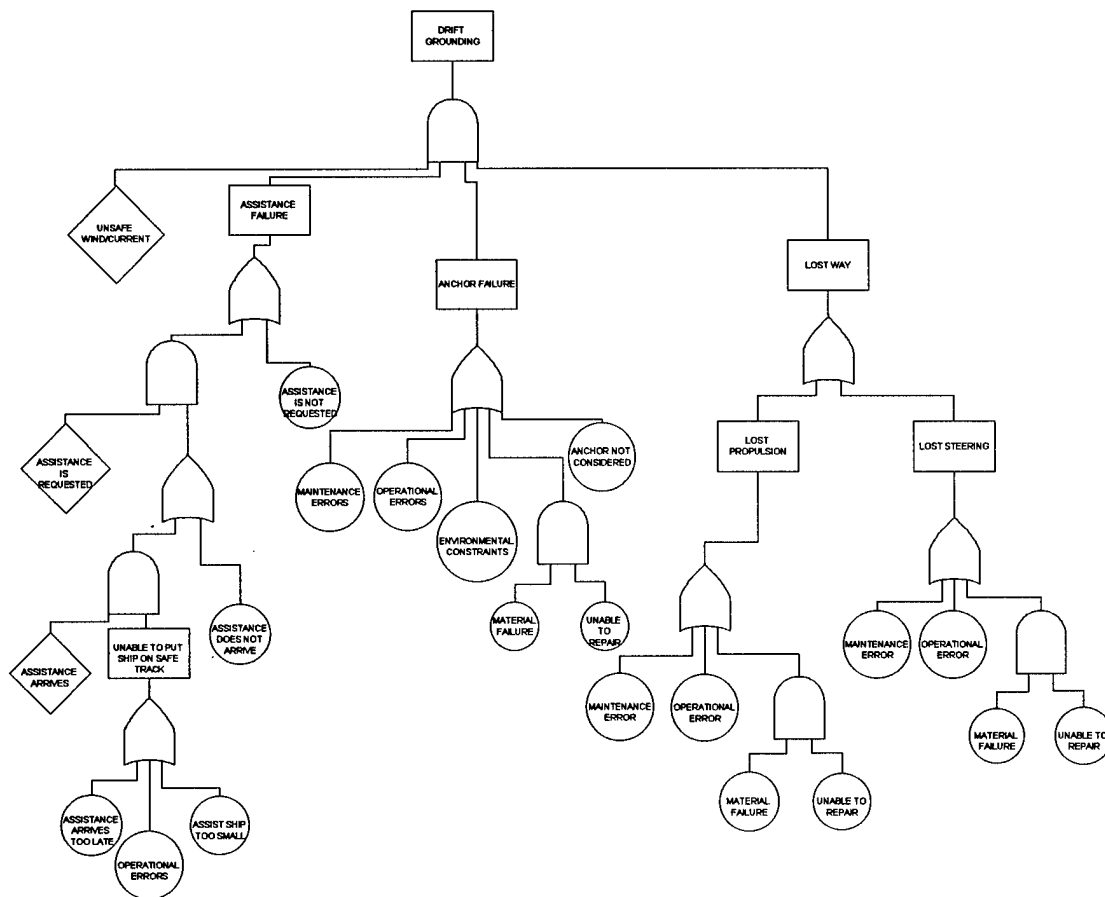 DRIFT
GROUNDING
UNSAFE
WIND/CURRENT
ASSISTANCE
FAILURE
ANCHOR FAILURE
LOST WAY
ASSISTANCE
IS NOT
REQUESTED
ASSISTANCE
IS
REQUESTED
MAINTENANCE
ERRORS
OPERATIONAL
ERRORS
ENVIRONMENTAL
CONSTRAINTS
ANCHOR NOT
CONSIDERED
LOST
PROPULSION
LOST STEERING
ASSISTANCE
ARRIVES
UNABLE TO PUT
SHIP ON SAFE
TRACK
ASSISTANCE
DOES NOT
ARRIVE
MATERIAL
FAILURE
UNABLE
TO
REPAIR
MAINTENANCE
ERROR
OPERATIONAL
ERROR
MATERIAL
FAILURE
UNABLE TO
REPAIR
MAINTENANCE
ERROR
OPERATIONAL
ERROR
MATERIAL
FAILURE
UNABLE TO
REPAIR
ASSISTANCE
ARRIVES
TOO LATE
OPERATIONAL
ERRORS
ASSIST SHIP
TOO SMALL